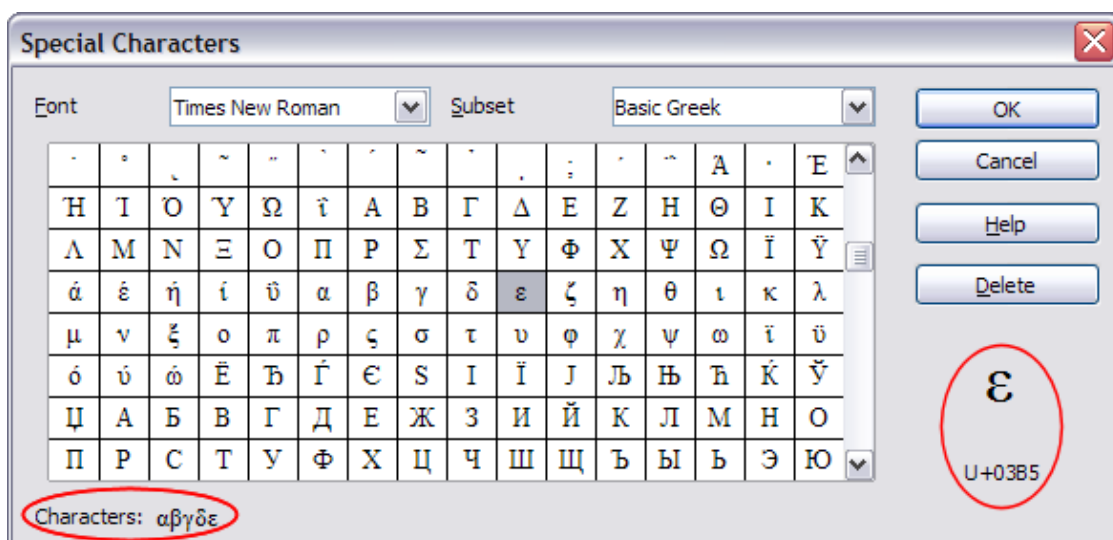 Special Characters
Font Times New Roman Subset Basic Greek OK
˙ ˚ ˛ ˜ ˝ ̀ ́ ͂ ̓ ͺ ; ΄ ΅ Ά · Έ Cancel
Ή Ί Ό Ύ Ώ ΐ Α Β Γ Δ Ε Ζ Η Θ Ι Κ Help
Λ Μ Ν Ξ Ο Π Ρ Σ Τ Υ Φ Χ Ψ Ω Ϊ Ϋ
ά έ ή ί ΰ α β γ δ ε ζ η θ ι κ λ Delete
μ ν ξ ο π ρ ς σ τ υ φ χ ψ ω ϊ ϋ
ό ύ ώ Ё Ђ Ѓ Є Ѕ І Ї Ј Љ Њ Ћ Ќ Ў
Џ А Б В Г Д Е Ж З И Й К Л М Н О
П Р С Т У Ф Х Ц Ч Ш Щ Ъ Ы Ь Э Ю
ε
U+03B5
Characters: αβγδε